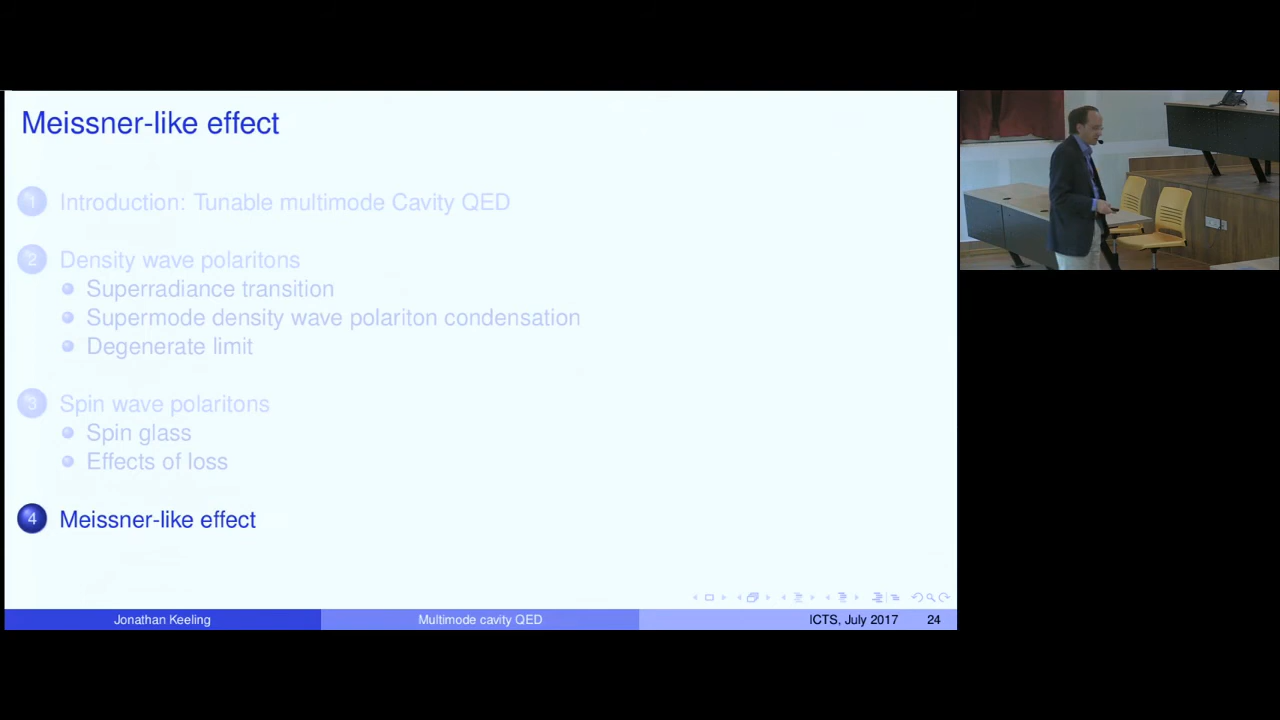 Meissner-like effect
1 Introduction: Tunable multimode Cavity QED
2 Density wave polaritons
Superradiance transition
Supermode density wave polariton condensation
Degenerate limit
3 Spin wave polaritons
Spin glass
Effects of loss
4 Meissner-like effect
Jonathan Keeling Multimode cavity QED ICTS, July 2017 24